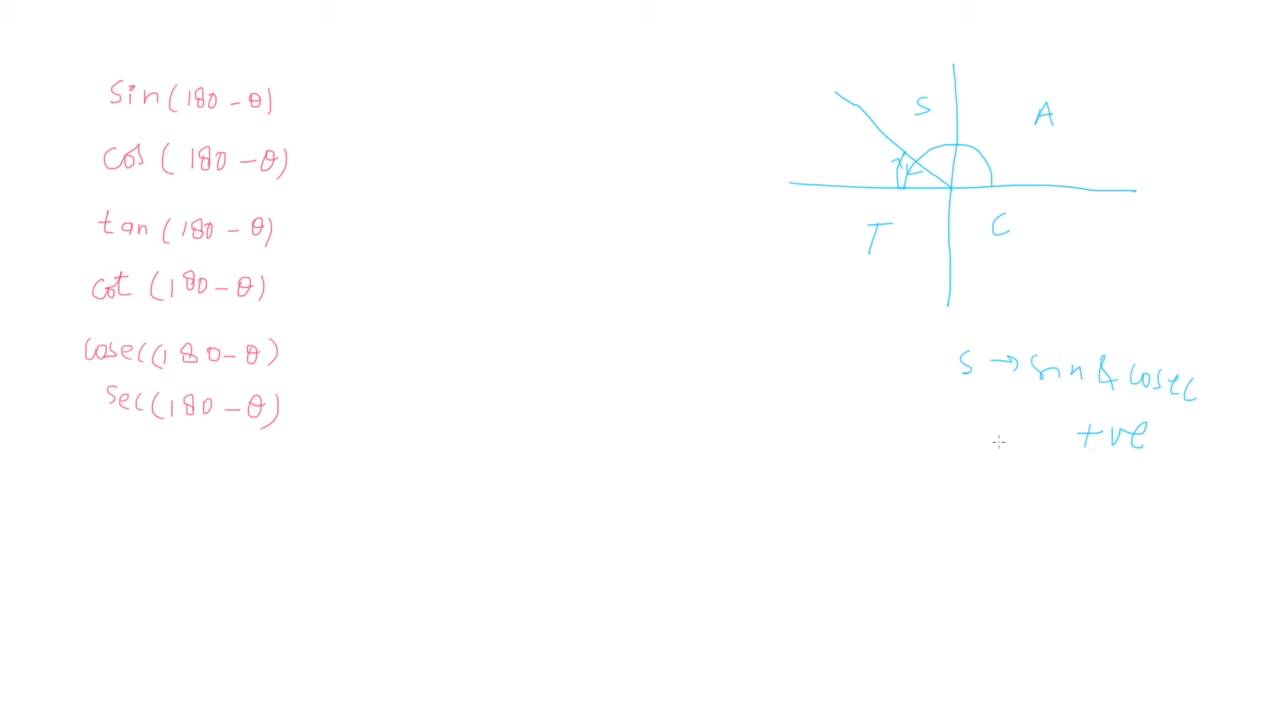 sin(180-θ)
cos(180-θ)
tan(180-θ)
cot(180-θ)
cosec(180-θ)
sec(180-θ)
S A
T C
S → sin & cosec
+ve